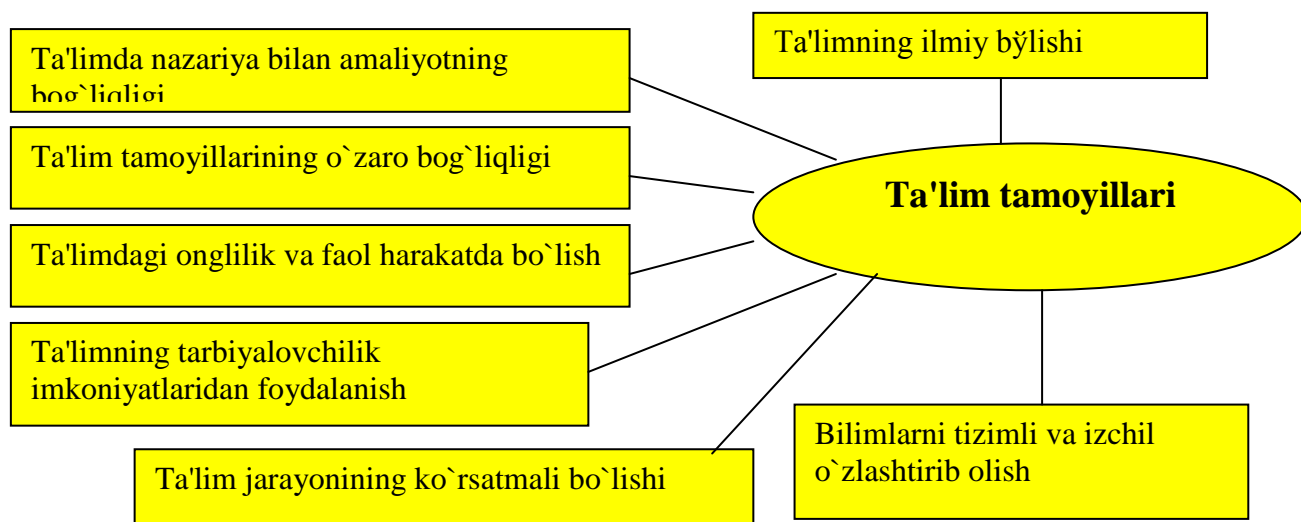 Ta'limda nazariya bilan amaliyotning
bog`liqligi
Ta'limning ilmiy bўlishi
Ta'lim tamoyillarining o`zaro bog`liqligi
Ta'lim tamoyillari
Ta'limdagi onglilik va faol harakatda bo`lish
Ta'limning tarbiyalovchilik
imkoniyatlaridan foydalanish
Bilimlarni tizimli va izchil
o`zlashtirib olish
Ta'lim jarayonining ko`rsatmali bo`lishi